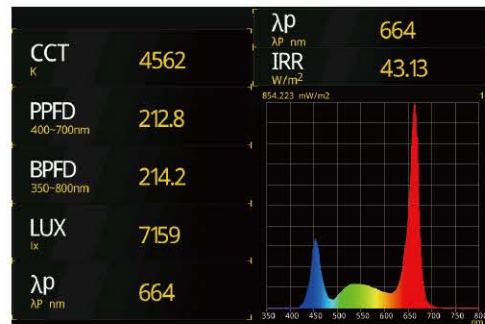 CCT
K
4562
PPFD
400~700nm
212.8
BPFD
350~800nm
214.2
LUX
lx
7159
λp
λP nm
664
λp
λP nm
664
IRR
W/m²
43.13
854.223 mW/m2
1
350 400 450 500 550 600 650 700 750 800
nm